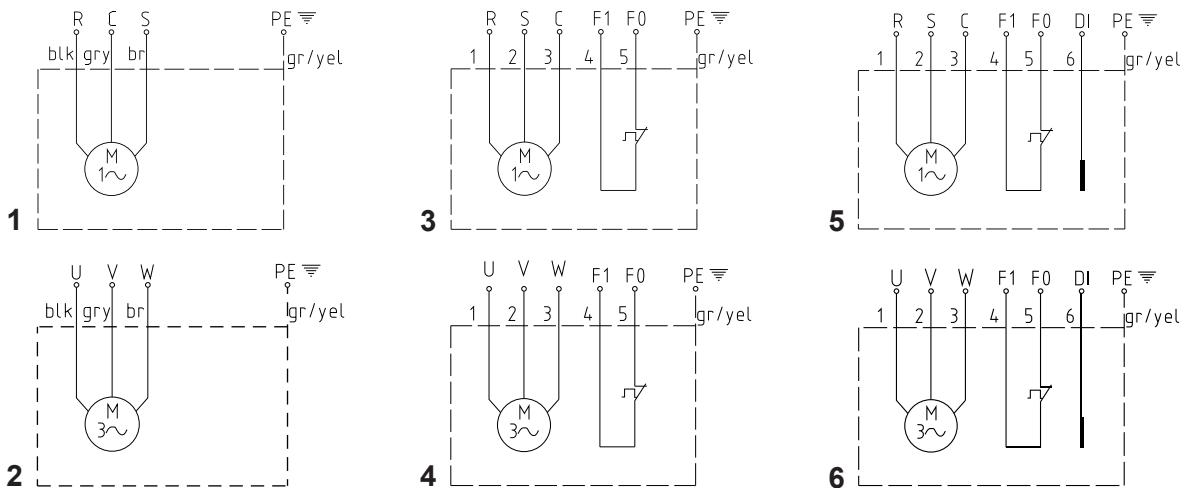 R C S PE
blk gry br gr/yel
M
1~
1
R S C F1 F0 PE
1 2 3 4 5 gr/yel
M
1~
3
R S C F1 F0 DI PE
1 2 3 4 5 6 gr/yel
M
1~
5
U V W PE
blk gry br gr/yel
M
3~
2
U V W F1 F0 PE
1 2 3 4 5 gr/yel
M
3~
4
U V W F1 F0 DI PE
1 2 3 4 5 6 gr/yel
M
3~
6